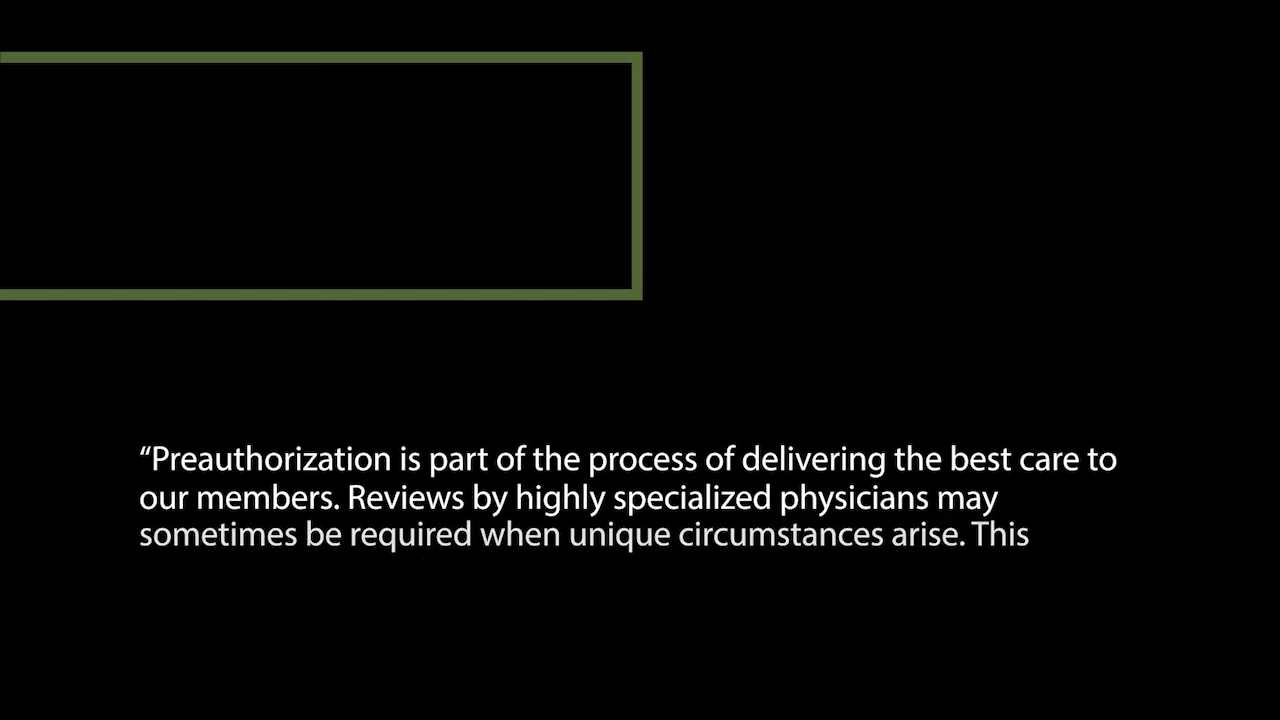 “Preauthorization is part of the process of delivering the best care to
our members. Reviews by highly specialized physicians may
sometimes be required when unique circumstances arise. This